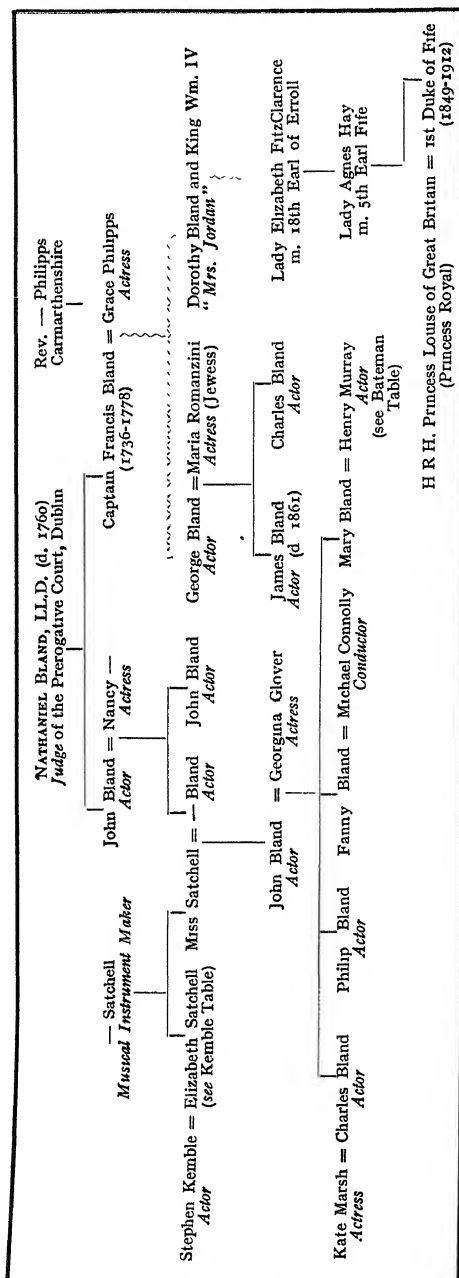 NATHANIEL BLAND, LL.D. (d. 1760)
Judge of the Prerogative Court, Dublin
Rev. — Philipps
Carmarthenshire
— Satchell
Musical Instrument Maker
John Bland = Nancy —
Actor Actress
Captain Francis Bland = Grace Philipps
(1736-1778) Actress
Stephen Kemble = Elizabeth Satchell
Actor (see Kemble Table)
Miss Satchell = — Bland
Actor
John Bland
Actor
George Bland = Maria Romanzini
Actor Actress (Jewess)
Dorothy Bland and King Wm. IV
" Mrs. Jordan "
John Bland = Georgina Glover
Actor Actress
James Bland
Actor (d 1861)
Charles Bland
Actor
Lady Elizabeth FitzClarence
m. 18th Earl of Erroll
Kate Marsh = Charles Bland
Actress Actor
Philip Bland
Actor
Fanny Bland = Michael Connolly
Conductor
Mary Bland = Henry Murray
Actor
(see Bateman
Table)
Lady Agnes Hay
m. 5th Earl Fife
H R H. Princess Louse of Great Britain = 1st Duke of Fife
(Princess Royal) (1849-1912)